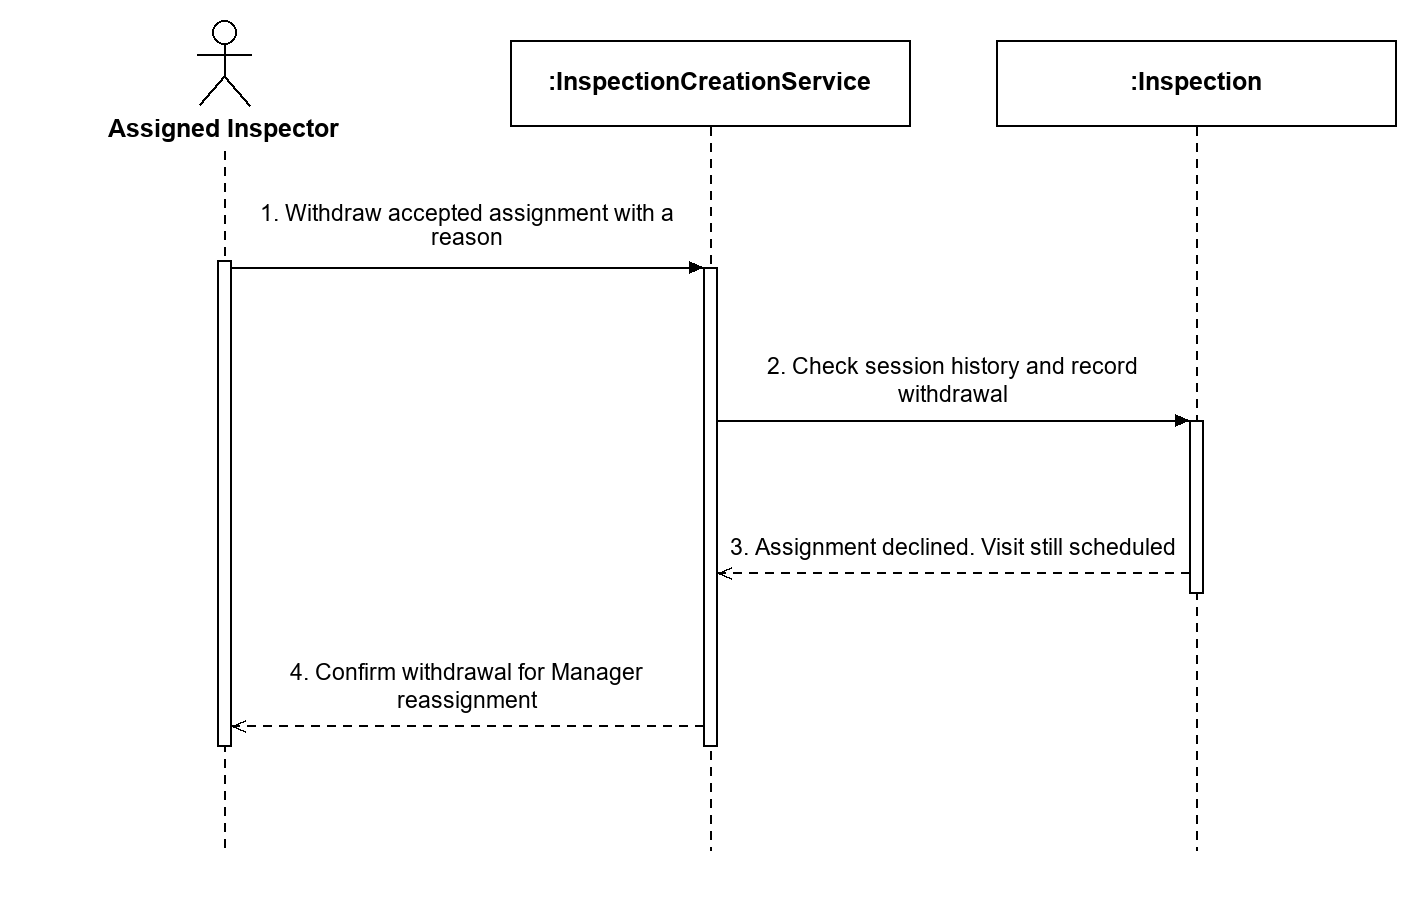 Assigned Inspector
:InspectionCreationService
:Inspection
1. Withdraw accepted assignment with a
reason
2. Check session history and record
withdrawal
3. Assignment declined. Visit still scheduled
4. Confirm withdrawal for Manager
reassignment